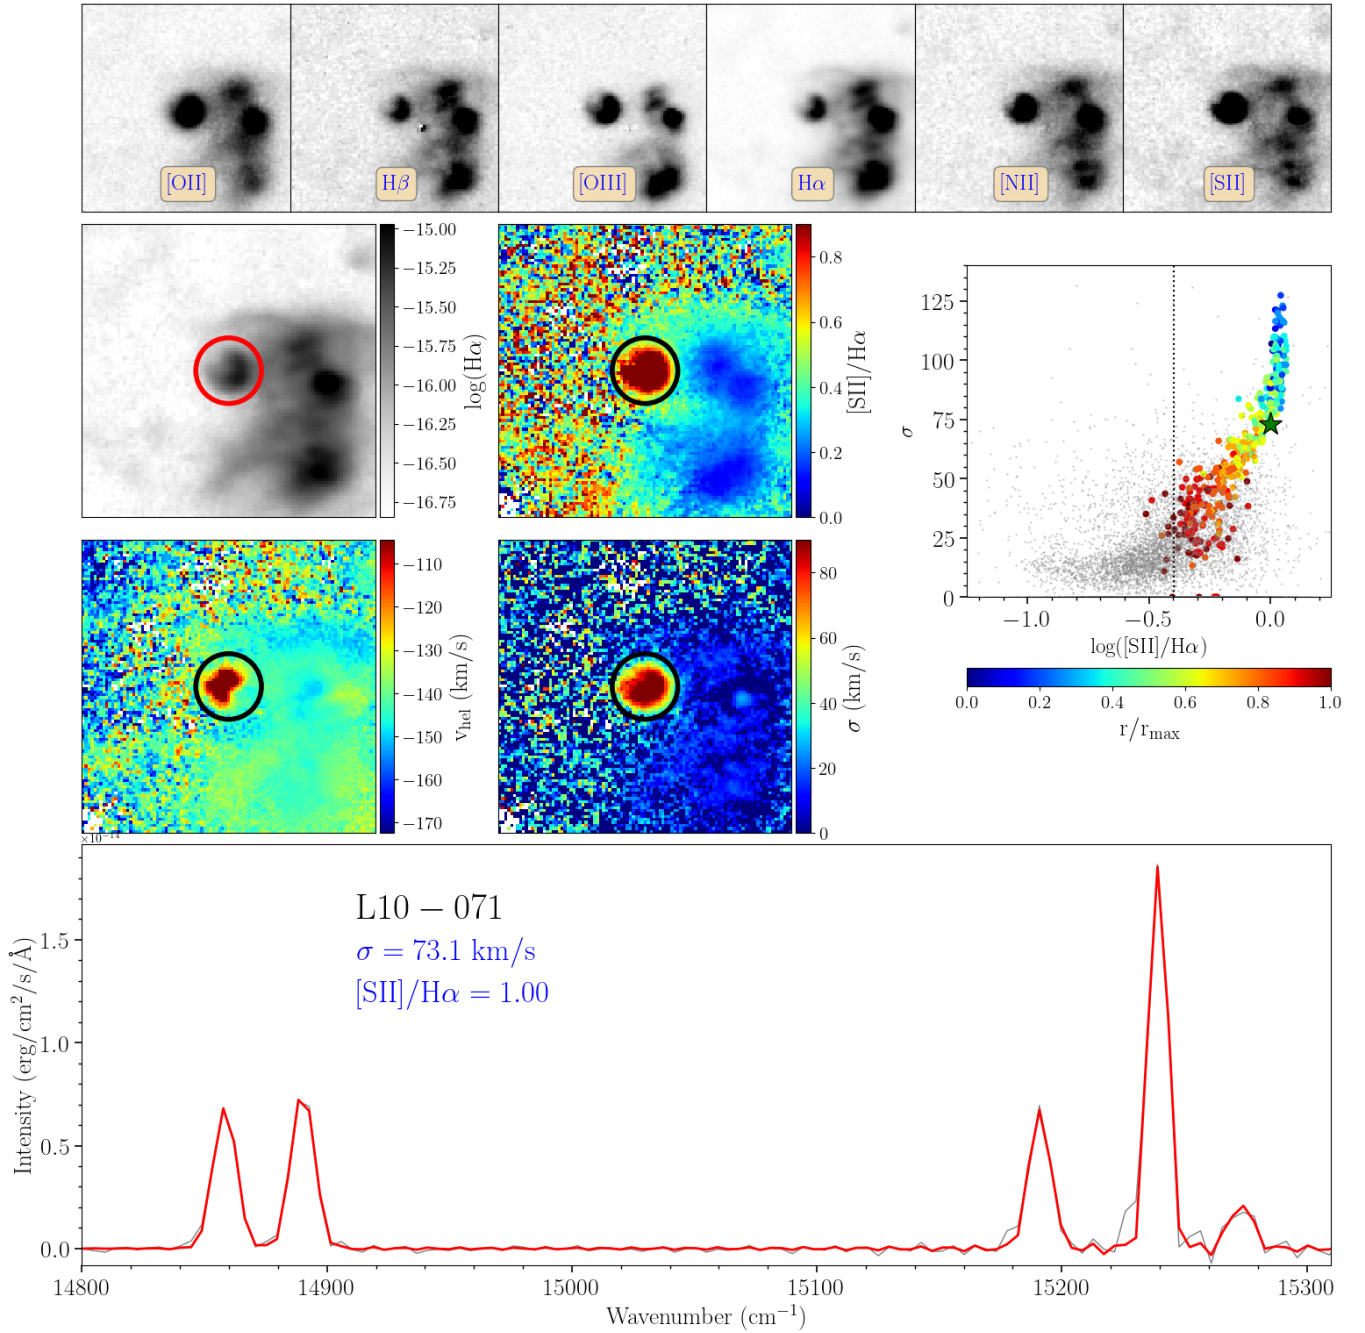 [OII] Hβ [OIII] Hα [NII] [SII]
−15.00
−15.25
−15.50
−15.75
−16.00
−16.25
−16.50
−16.75
log(Hα)
0.8
0.6
0.4
0.2
0.0
[SII]/Hα
125
100
75
50
25
0
σ
−1.0 −0.5 0.0
log([SII]/Hα)
0.0 0.2 0.4 0.6 0.8 1.0
r/r_max
−110
−120
−130
−140
−150
−160
−170
v_hel (km/s)
80
60
40
20
0
σ (km/s)
×10⁻¹⁴
L10 − 071
σ = 73.1 km/s
[SII]/Hα = 1.00
1.5
1.0
0.5
0.0
Intensity (erg/cm²/s/Å)
14800 14900 15000 15100 15200 15300
Wavenumber (cm⁻¹)